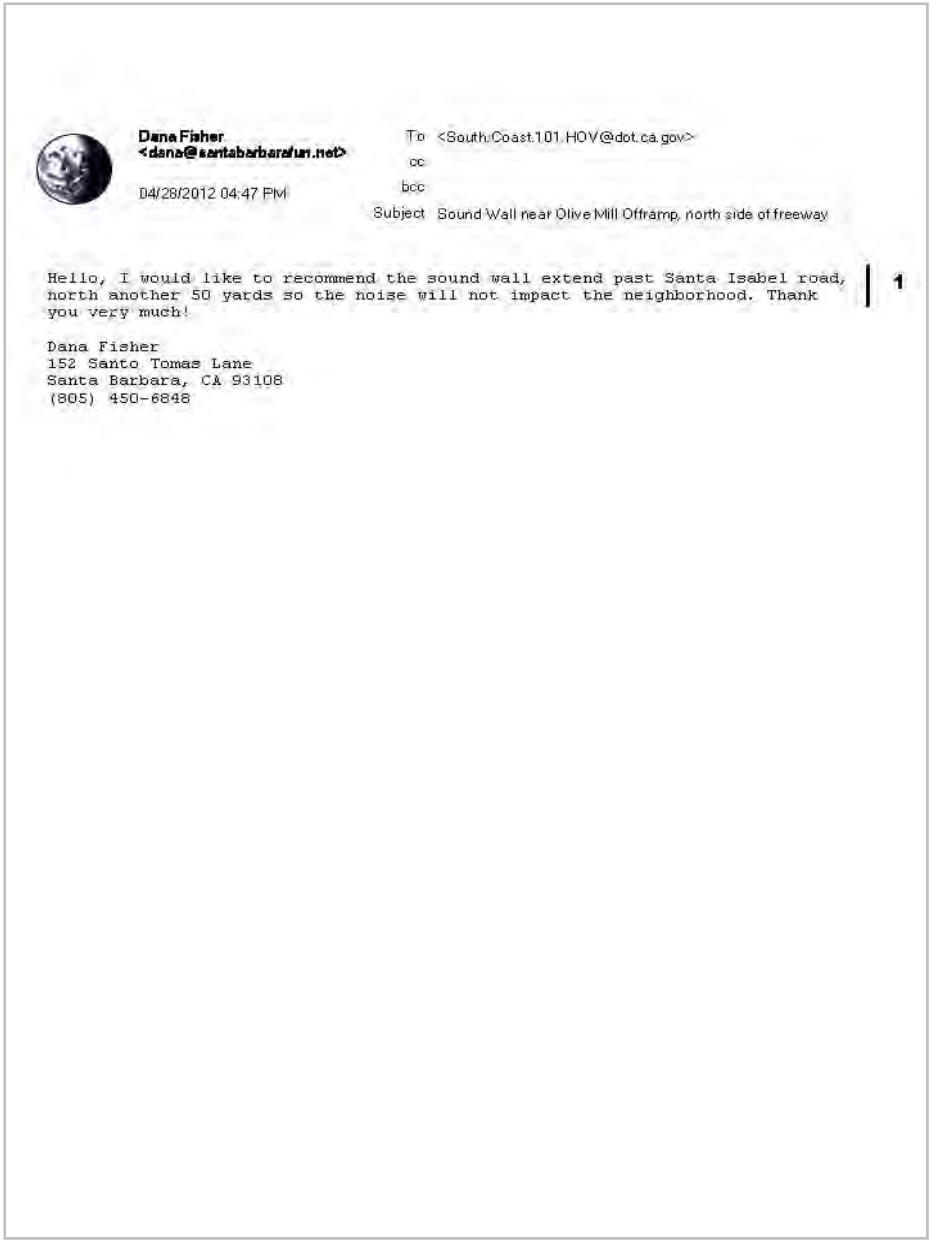 Dana Fisher
<dana@santabarbarafun.net>
04/28/2012 04:47 PM
To <South.Coast.101.HOV@dot.ca.gov>
cc
bcc
Subject Sound Wall near Olive Mill Offramp, north side of freeway
Hello, I would like to recommend the sound wall extend past Santa Isabel road,
north another 50 yards so the noise will not impact the neighborhood. Thank
you very much!
1
Dana Fisher
152 Santo Tomas Lane
Santa Barbara, CA 93108
(805) 450-6848